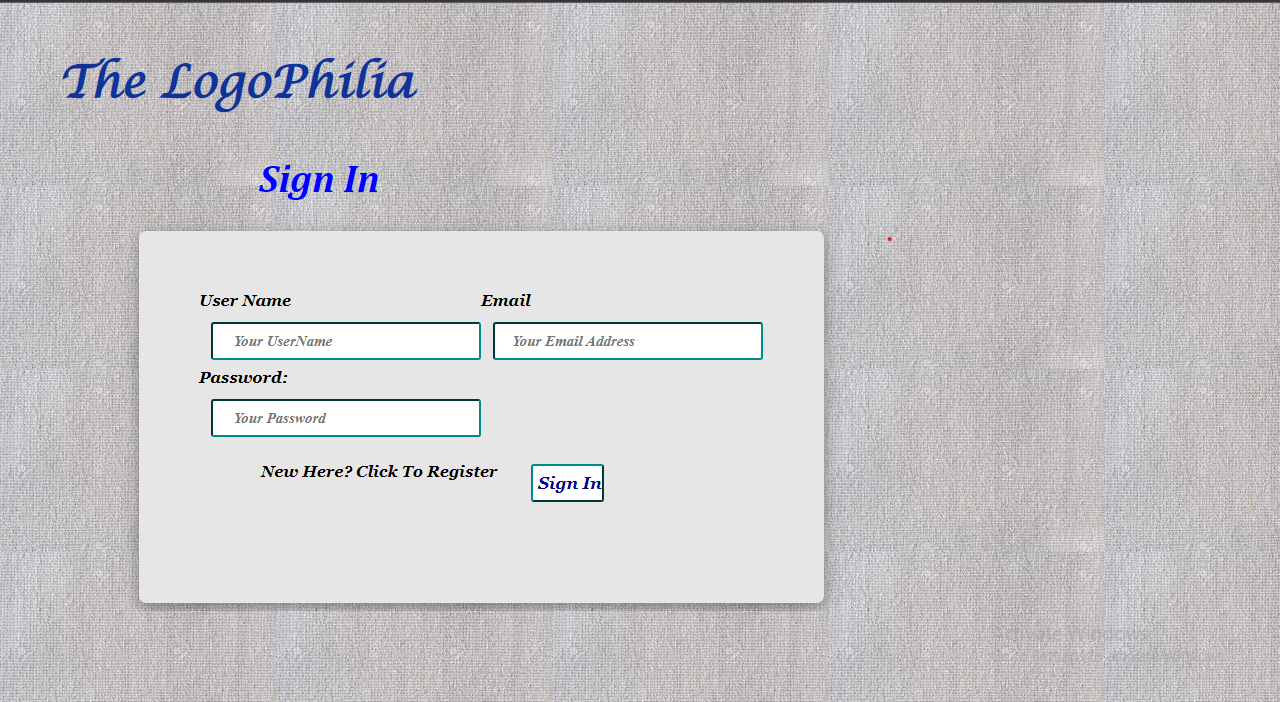 The LogoPhilia
Sign In
User Name
Email
Your UserName
Your Email Address
Password:
Your Password
New Here? Click To Register
Sign In
Activate Windows